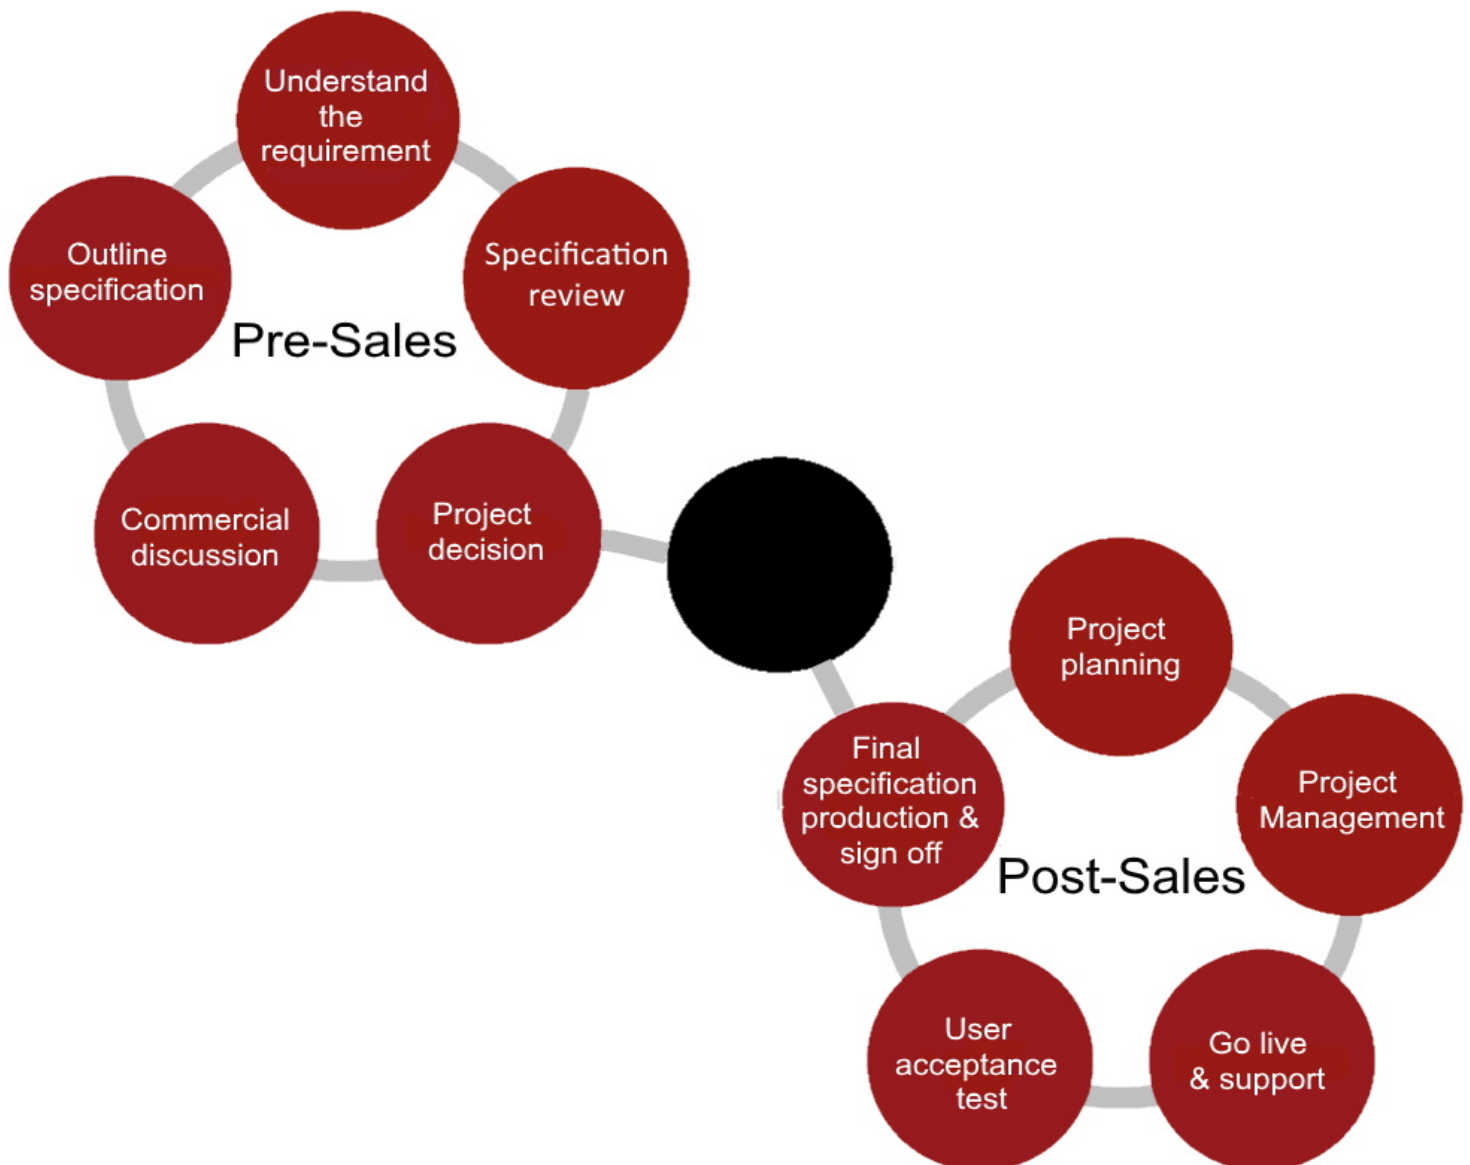 Understand
the
requirement
Outline
specification
Specification
review
Pre-Sales
Commercial
discussion
Project
decision
Project
planning
Final
specification
production &
sign off
Project
Management
Post-Sales
User
acceptance
test
Go live
& support